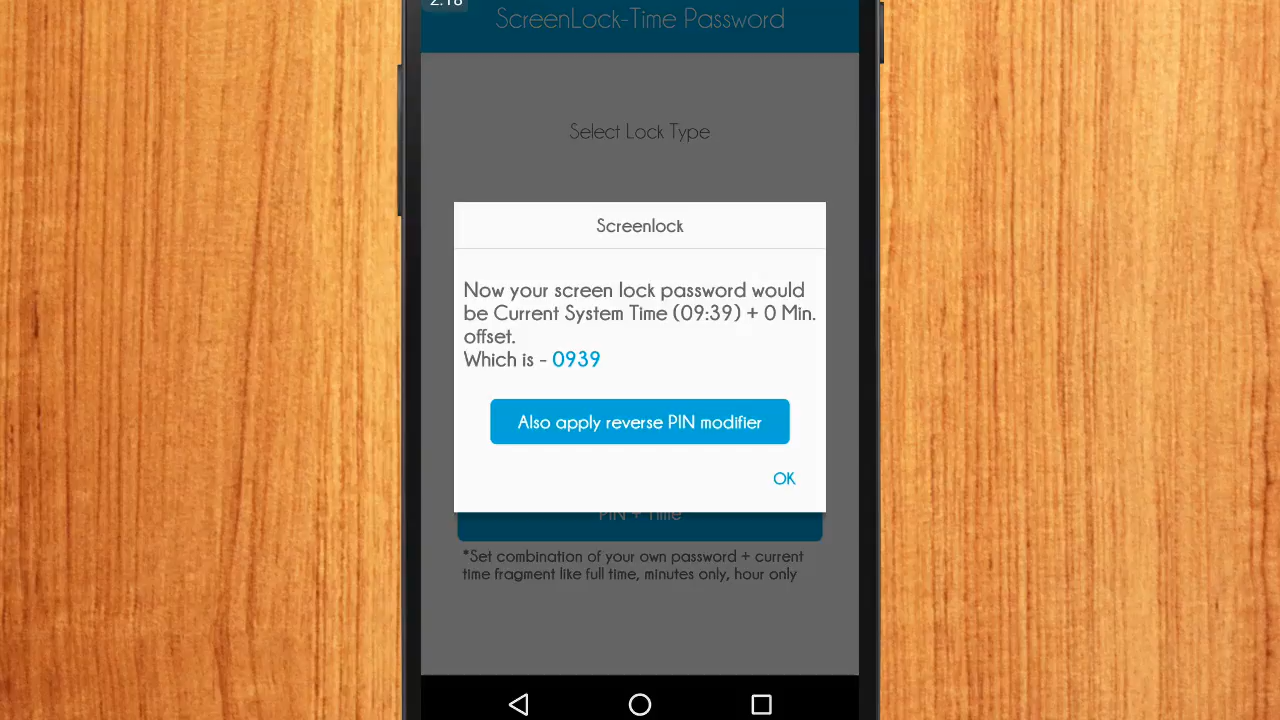 2:18
ScreenLock-Time Password
Select Lock Type
Screenlock
Now your screen lock password would
be Current System Time (09:39) + 0 Min.
offset.
Which is - 0939
Also apply reverse PIN modifier
OK
PIN + Time
*Set combination of your own password + current
time fragment like full time, minutes only, hour only